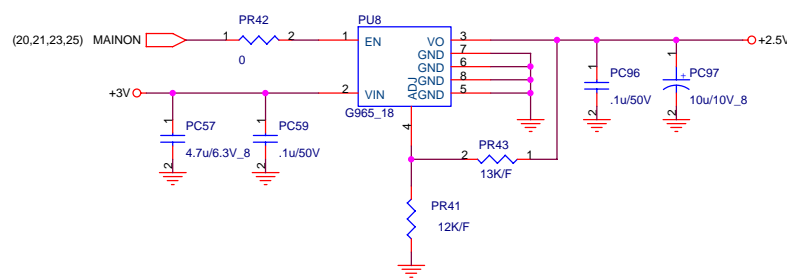 PR42
PU8
(20,21,23,25) MAINON
1
2
0
1
EN
VO
3
+2.5V
GND
7
GND
6
GND
8
GND
5
ADJ
+3V
2
VIN
G965_18
4
1
PC96
.1u/50V
2
1
+
PC97
10u/10V_8
2
1
PC57
4.7u/6.3V_8
2
1
PC59
.1u/50V
2
PR43
2
1
13K/F
PR41
12K/F